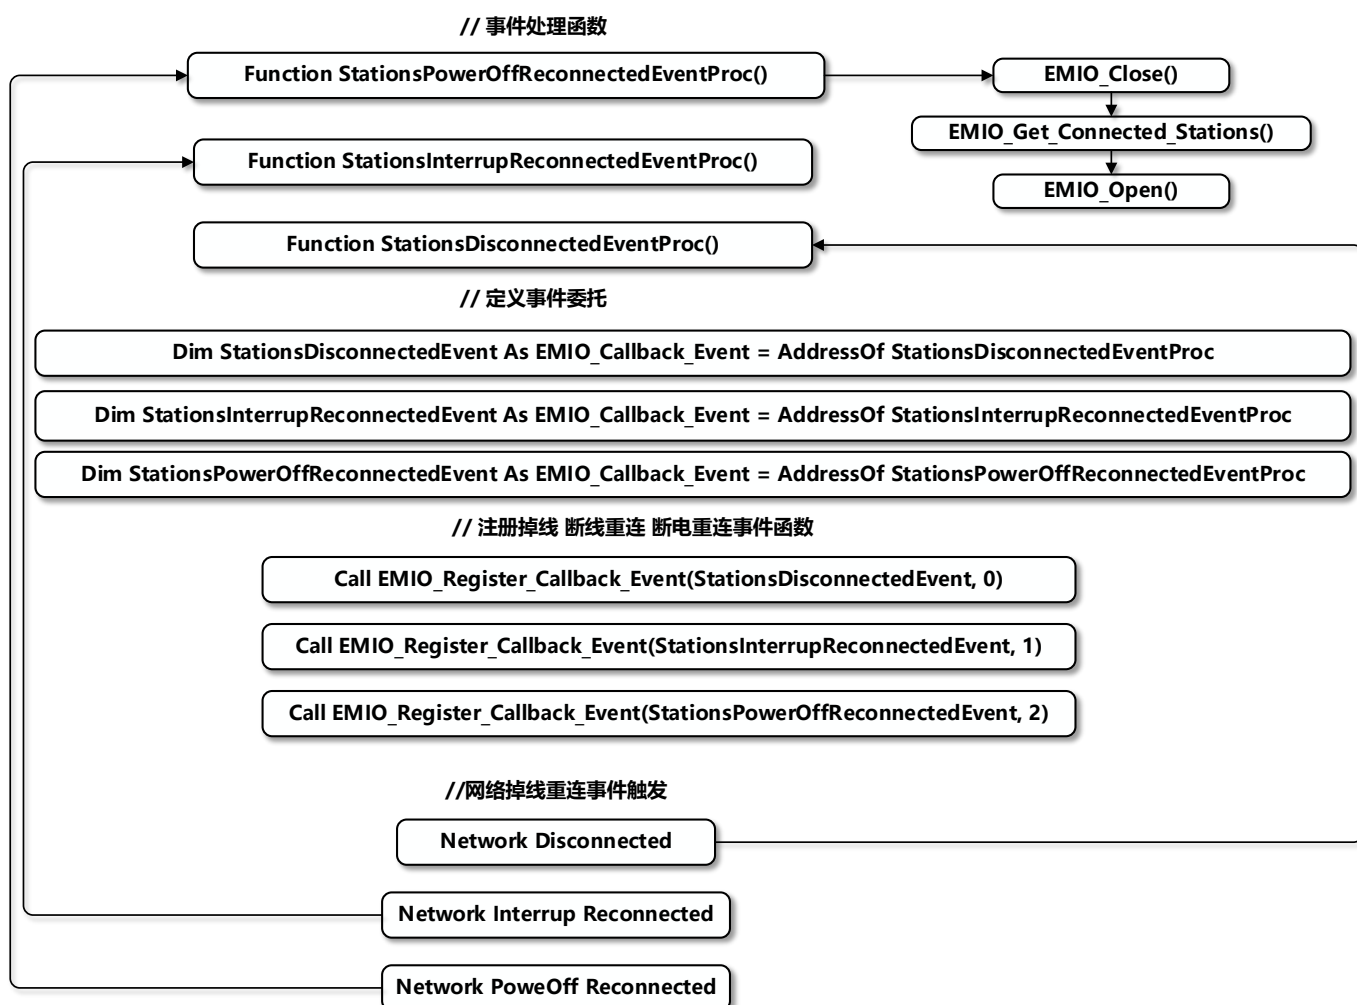 // 事件处理函数
Function StationsPowerOffReconnectedEventProc()
EMIO_Close()
EMIO_Get_Connected_Stations()
Function StationsInterrupReconnectedEventProc()
EMIO_Open()
Function StationsDisconnectedEventProc()
// 定义事件委托
Dim StationsDisconnectedEvent As EMIO_Callback_Event = AddressOf StationsDisconnectedEventProc
Dim StationsInterrupReconnectedEvent As EMIO_Callback_Event = AddressOf StationsInterrupReconnectedEventProc
Dim StationsPowerOffReconnectedEvent As EMIO_Callback_Event = AddressOf StationsPowerOffReconnectedEventProc
// 注册掉线 断线重连 断电重连事件函数
Call EMIO_Register_Callback_Event(StationsDisconnectedEvent, 0)
Call EMIO_Register_Callback_Event(StationsInterrupReconnectedEvent, 1)
Call EMIO_Register_Callback_Event(StationsPowerOffReconnectedEvent, 2)
//网络掉线重连事件触发
Network Disconnected
Network Interrup Reconnected
Network PoweOff Reconnected